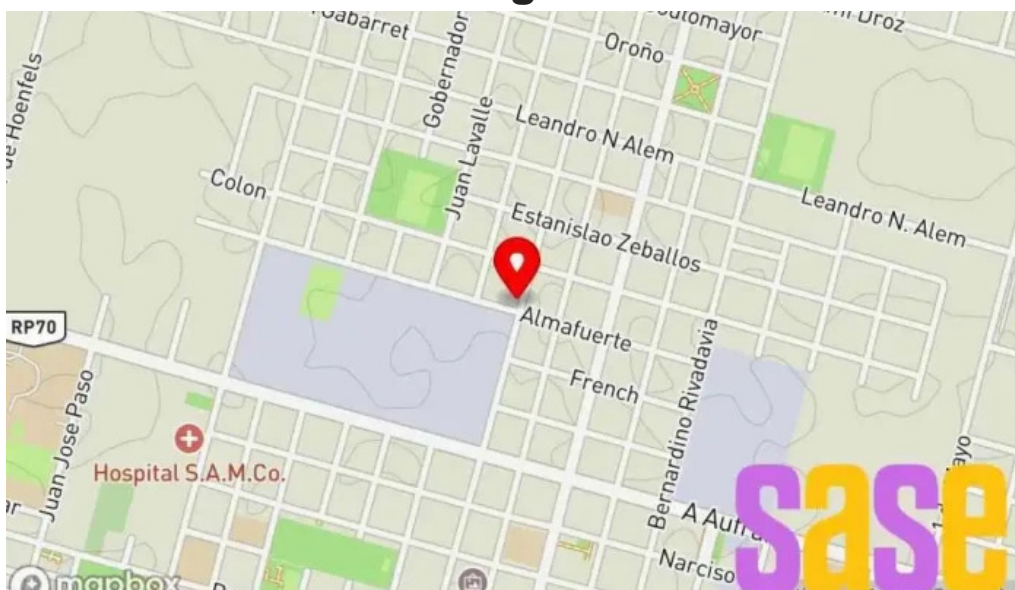 Gabarret
Gobernador
Oroño
Leandro N Alem
Juan Lavalle
Colon
Estanislao Zeballos
Leandro N. Alem
RP70
Almafuerte
French
Bernardino Rivadavia
Juan Jose Paso
Hospital S.A.M.Co.
A Aufra
Narciso
mapbox
sase